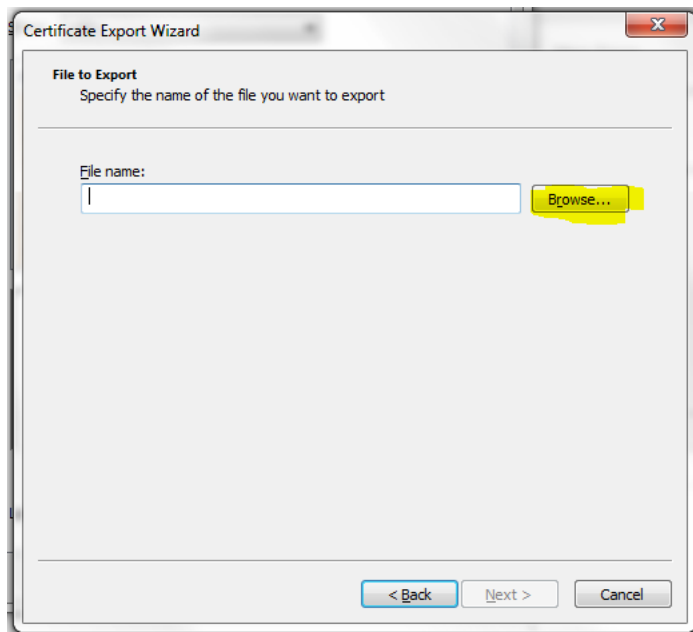 Certificate Export Wizard
File to Export
Specify the name of the file you want to export
File name:
Browse...
< Back Next > Cancel